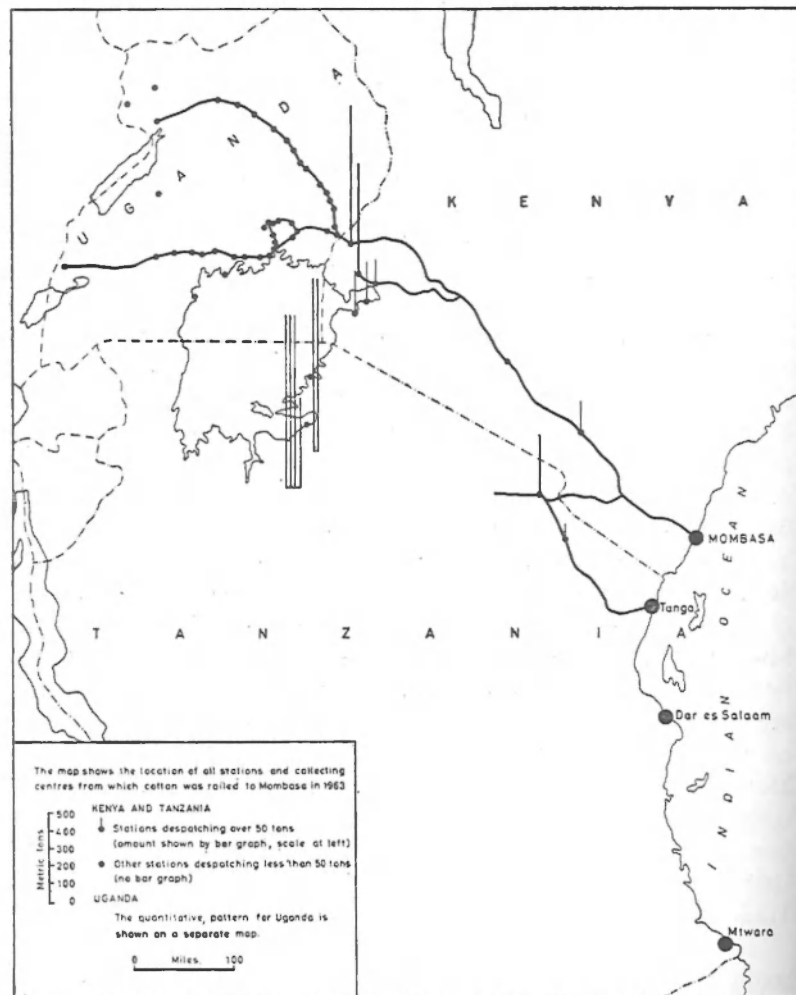 U G A N D A
K E N Y A
MOMBASA
Tanga
T A N Z A N I A
Dar es Salaam
INDIAN OCEAN
Mtwara
The map shows the location of all stations and collecting
centres from which cotton was railed to Mombasa in 1963
KENYA AND TANZANIA
Metric tons
500
400
300
200
100
0
Stations despatching over 50 tons
(amount shown by bar graph, scale at left)
Other stations despatching less than 50 tons
(no bar graph)
UGANDA
The quantitative, pattern for Uganda is
shown on a separate map.
0 Miles. 100